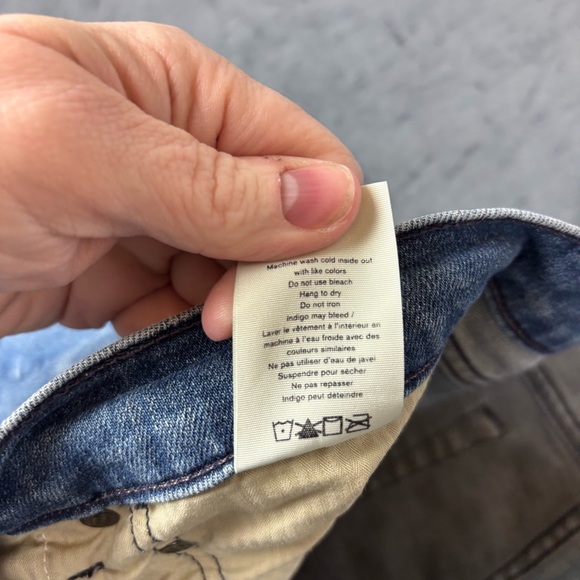 Machine wash cold inside out
with like colors
Do not use bleach
Hang to dry
Do not iron
Indigo may bleed /
Laver le vêtement à l'intérieur en
machine à l'eau froide avec des
couleurs similaires
Ne pas utiliser d'eau de javel
Suspendre pour sécher
Ne pas repasser
Indigo peut déteindre